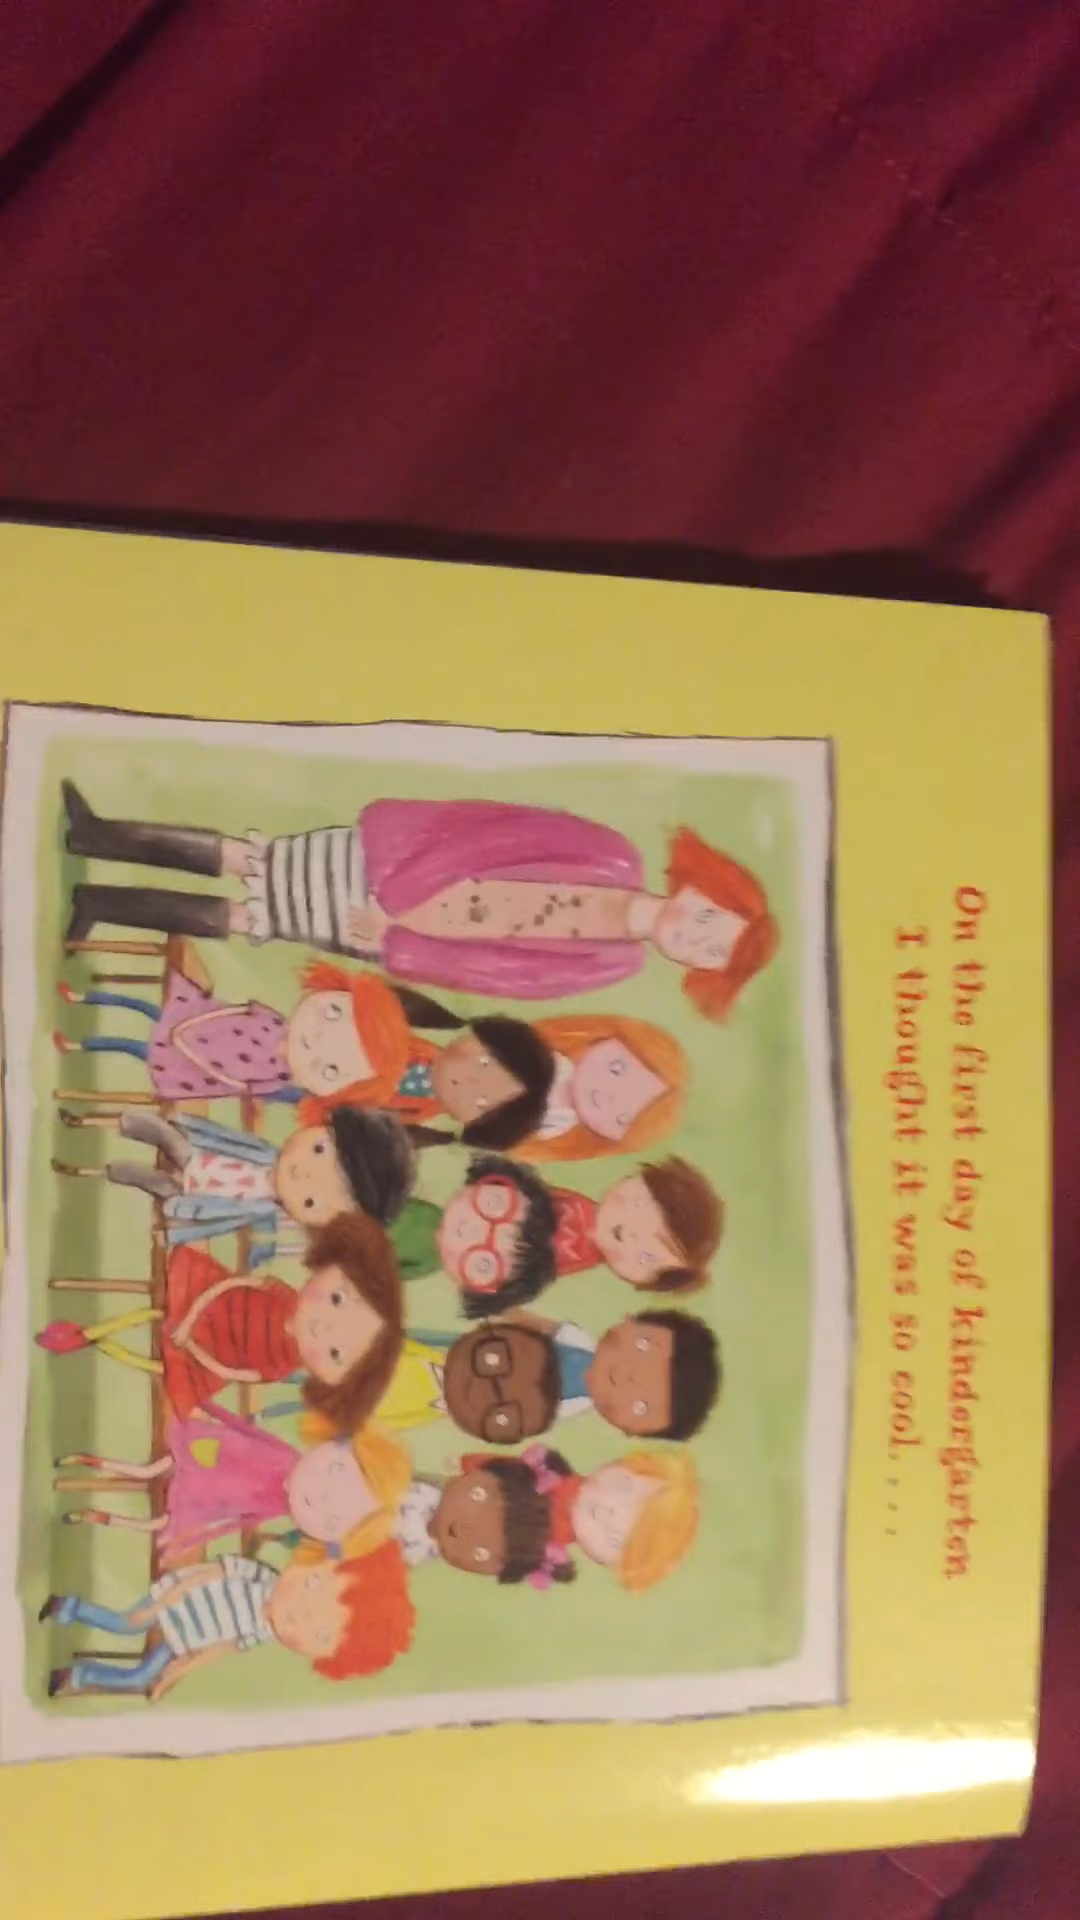 On the first day of kindergarten
I thought it was so cool....